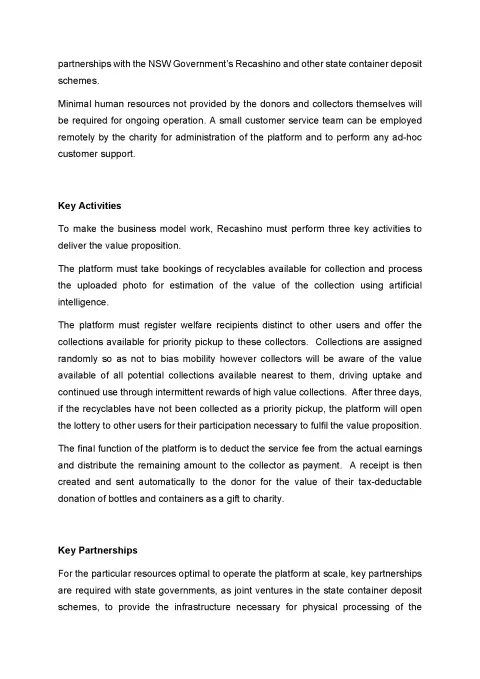 partnerships with the NSW Government's Recashino and other state container deposit
schemes.
Minimal human resources not provided by the donors and collectors themselves will
be required for ongoing operation. A small customer service team can be employed
remotely by the charity for administration of the platform and to perform any ad-hoc
customer support.
Key Activities
To make the business model work, Recashino must perform three key activities to
deliver the value proposition.
The platform must take bookings of recyclables available for collection and process
the uploaded photo for estimation of the value of the collection using artificial
intelligence.
The platform must register welfare recipients distinct to other users and offer the
collections available for priority pickup to these collectors. Collections are assigned
randomly so as not to bias mobility however collectors will be aware of the value
available of all potential collections available nearest to them, driving uptake and
continued use through intermittent rewards of high value collections. After three days,
if the recyclables have not been collected as a priority pickup, the platform will open
the lottery to other users for their participation necessary to fulfil the value proposition.
The final function of the platform is to deduct the service fee from the actual earnings
and distribute the remaining amount to the collector as payment. A receipt is then
created and sent automatically to the donor for the value of their tax-deductable
donation of bottles and containers as a gift to charity.
Key Partnerships
For the particular resources optimal to operate the platform at scale, key partnerships
are required with state governments, as joint ventures in the state container deposit
schemes, to provide the infrastructure necessary for physical processing of the